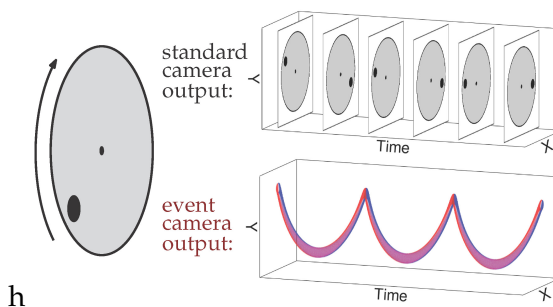 standard
camera
output:
Y
Time
X
event
camera
output:
Y
Time
X
h